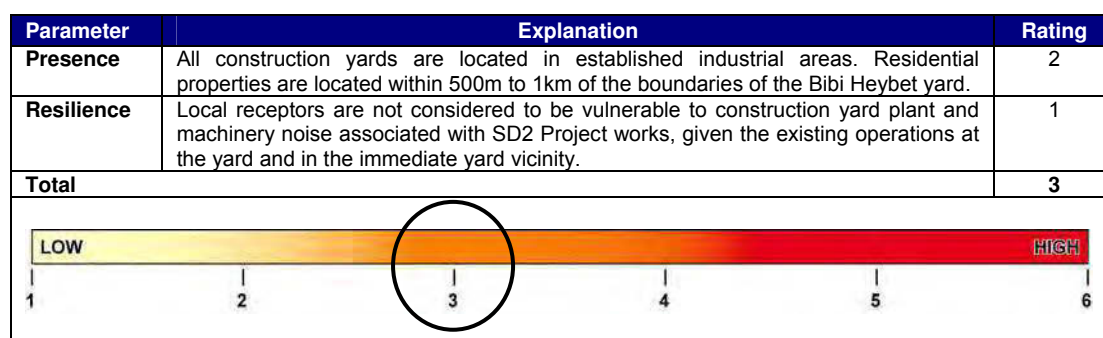 Parameter Explanation Rating
Presence All construction yards are located in established industrial areas. Residential 2
properties are located within 500m to 1km of the boundaries of the Bibi Heybet yard.
Resilience Local receptors are not considered to be vulnerable to construction yard plant and 1
machinery noise associated with SD2 Project works, given the existing operations at
the yard and in the immediate yard vicinity.
Total 3
LOW HIGH
1 2 3 4 5 6